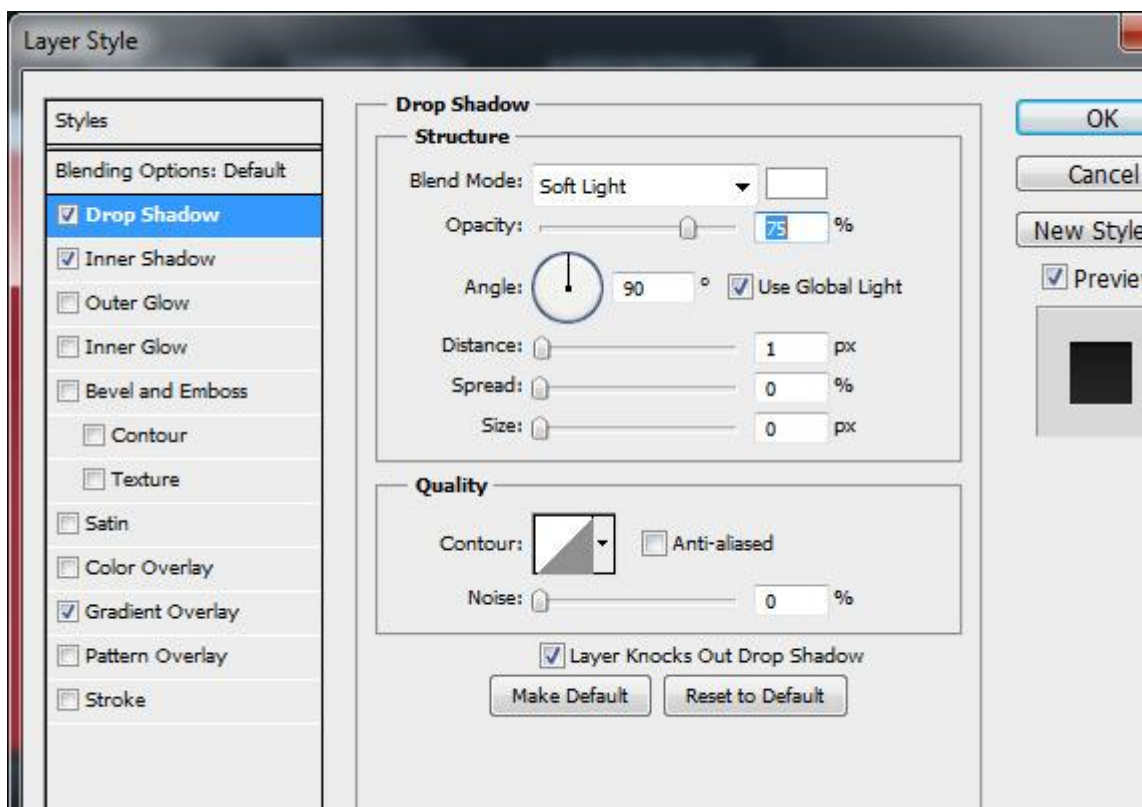 Layer Style
Styles
Blending Options: Default
Drop Shadow
Inner Shadow
Outer Glow
Inner Glow
Bevel and Emboss
Contour
Texture
Satin
Color Overlay
Gradient Overlay
Pattern Overlay
Stroke
Drop Shadow
Structure
Blend Mode: Soft Light
Opacity: 75 %
Angle: 90 ° Use Global Light
Distance: 1 px
Spread: 0 %
Size: 0 px
Quality
Contour: Anti-aliased
Noise: 0 %
Layer Knocks Out Drop Shadow
Make Default Reset to Default
OK
Cancel
New Style
Previe